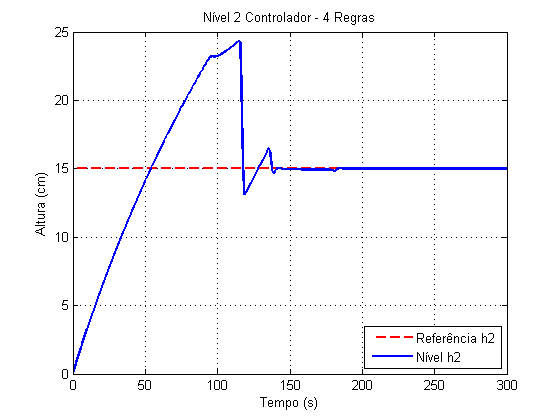 Nível 2 Controlador - 4 Regras
25
20
15
10
5
0
Altura (cm)
0 50 100 150 200 250 300
Tempo (s)
Referência h2
Nível h2